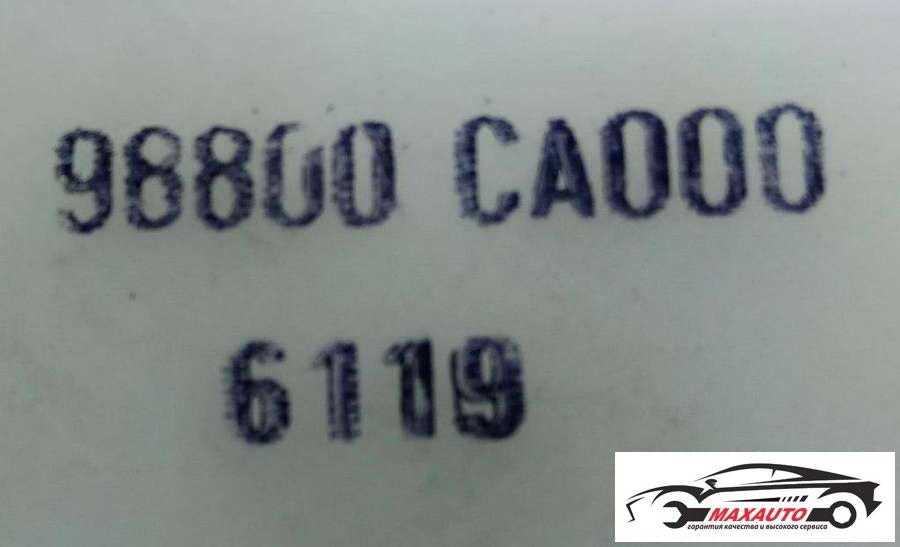 98800 CA000
6119
MAXAUTO
гарантия качества и высокого сервиса